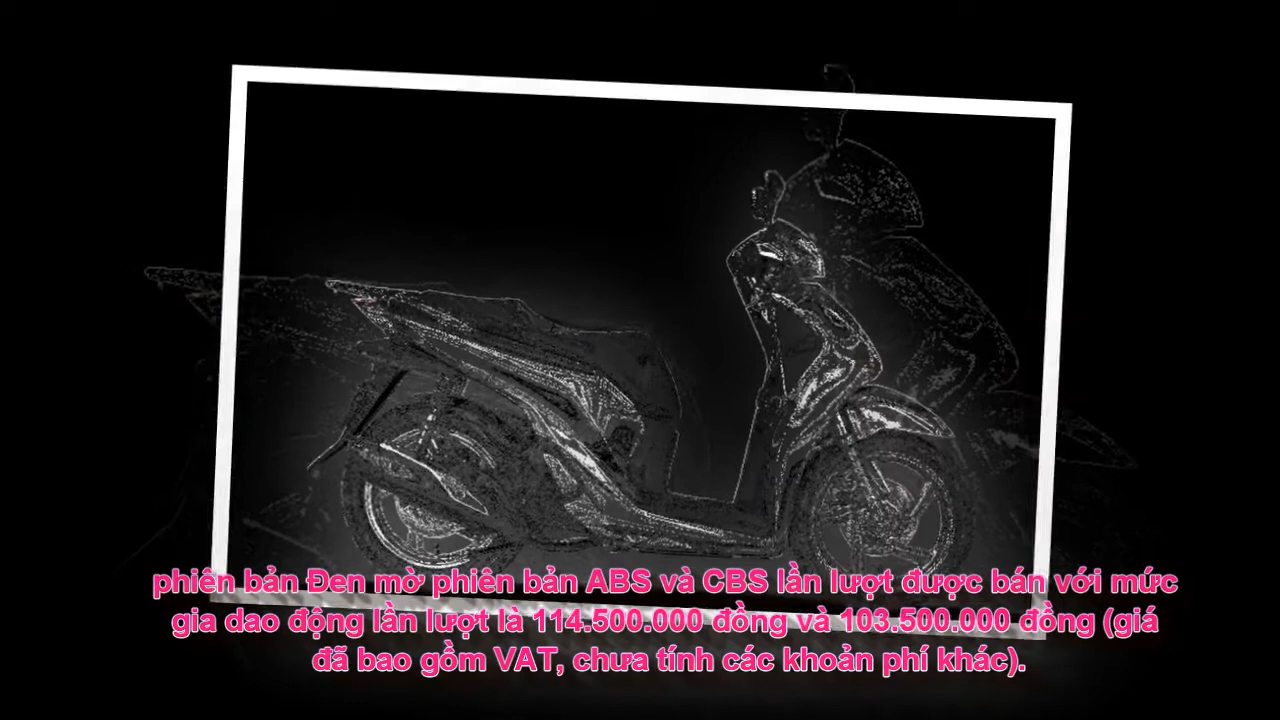 phiên bản Đen mờ phiên bản ABS và CBS lần lượt được bán với mức
gia dao động lần lượt là 114.500.000 đồng và 103.500.000 đồng (giá
đã bao gồm VAT, chưa tính các khoản phí khác).